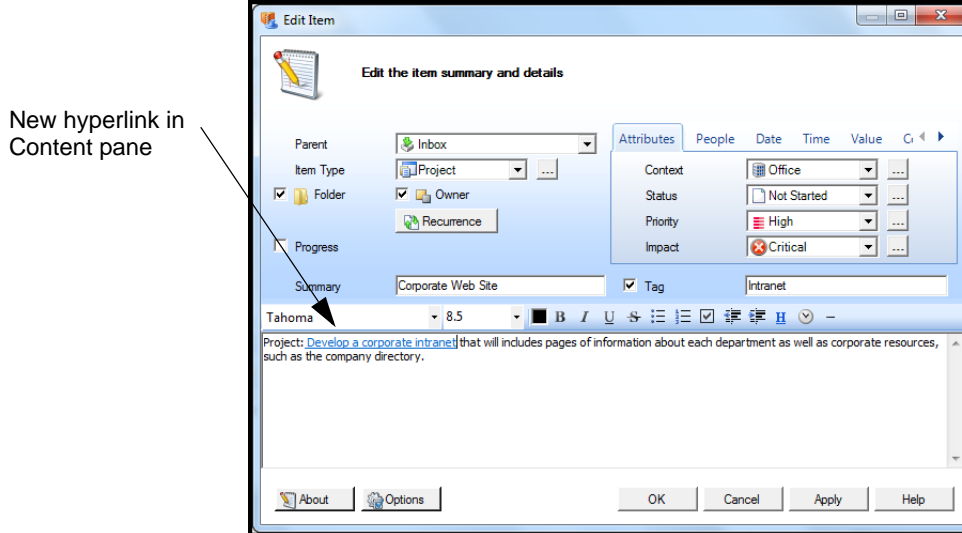 Edit Item
Edit the item summary and details
New hyperlink in
Content pane
Parent Inbox
Item Type Project ...
Folder Owner
Recurrence
Progress
Attributes People Date Time Value
Context Office ...
Status Not Started ...
Priority High ...
Impact Critical ...
Summary Corporate Web Site Tag Intranet
Tahoma 8.5 B I U S H
Project: Develop a corporate intranet that will includes pages of information about each department as well as corporate resources,
such as the company directory.
About Options OK Cancel Apply Help